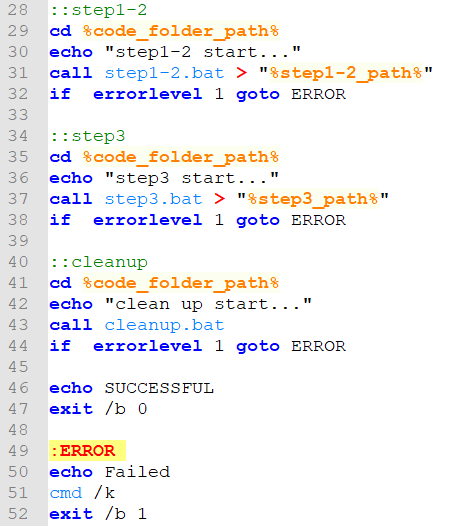 28 ::step1-2
29 cd %code_folder_path%
30 echo "step1-2 start..."
31 call step1-2.bat > "%step1-2_path%"
32 if  errorlevel 1 goto ERROR
33
34 ::step3
35 cd %code_folder_path%
36 echo "step3 start..."
37 call step3.bat > "%step3_path%"
38 if  errorlevel 1 goto ERROR
39
40 ::cleanup
41 cd %code_folder_path%
42 echo "clean up start..."
43 call cleanup.bat
44 if  errorlevel 1 goto ERROR
45
46 echo SUCCESSFUL
47 exit /b 0
48
49 :ERROR
50 echo Failed
51 cmd /k
52 exit /b 1